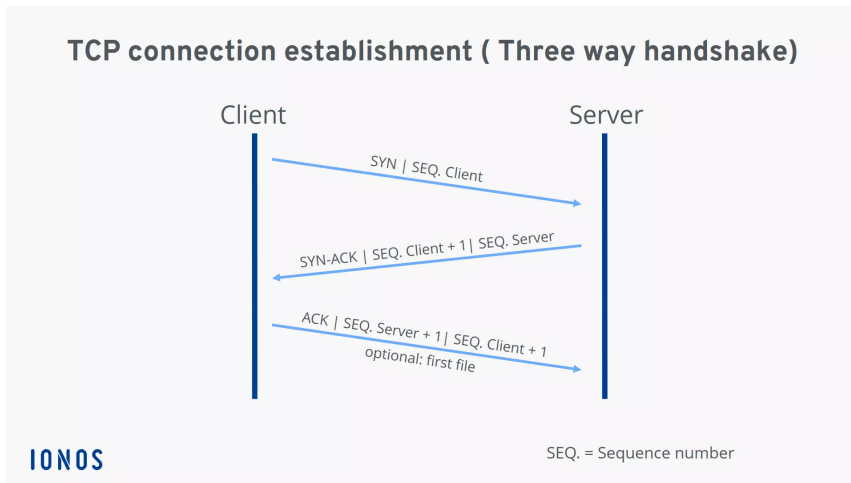 TCP connection establishment ( Three way handshake)
Client
Server
SYN | SEQ. Client
SYN-ACK | SEQ. Client + 1| SEQ. Server
ACK | SEQ. Server + 1| SEQ. Client + 1
optional: first file
SEQ. = Sequence number
IONOS